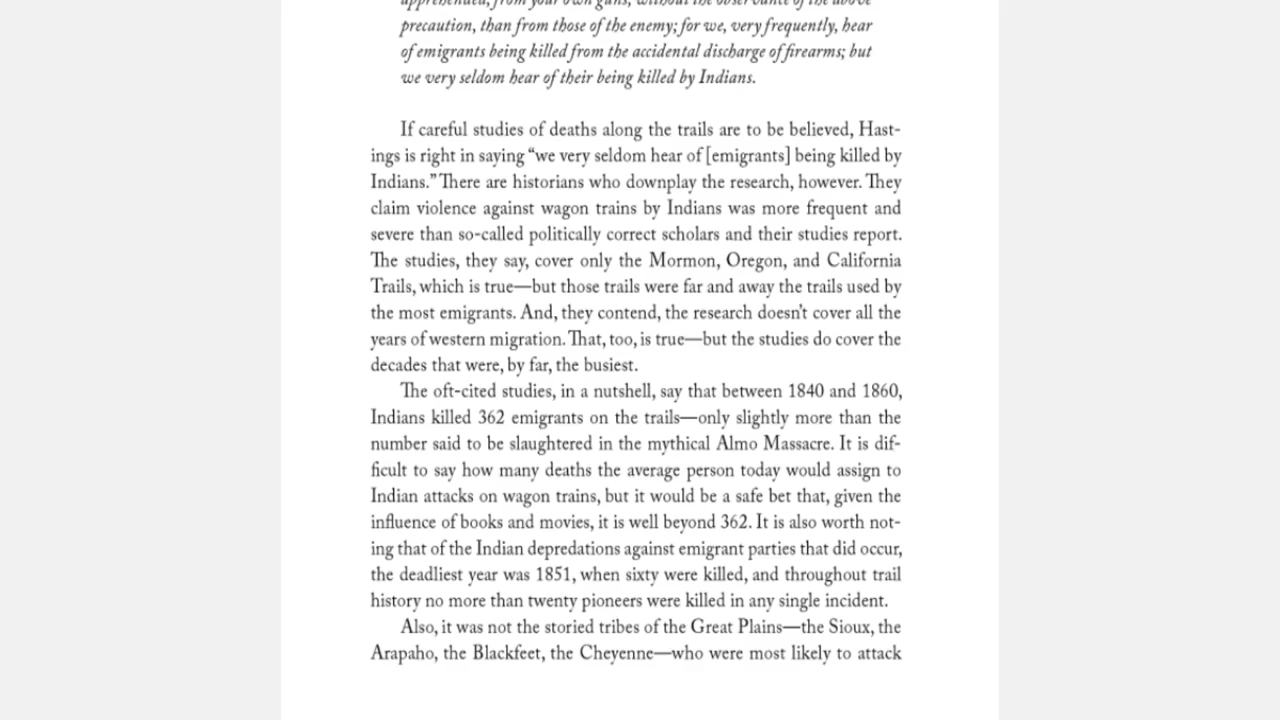 apprehended, from your own guns, without the observance of the above
precaution, than from those of the enemy; for we, very frequently, hear
of emigrants being killed from the accidental discharge of firearms; but
we very seldom hear of their being killed by Indians.
If careful studies of deaths along the trails are to be believed, Hast-
ings is right in saying “we very seldom hear of [emigrants] being killed by
Indians.” There are historians who downplay the research, however. They
claim violence against wagon trains by Indians was more frequent and
severe than so-called politically correct scholars and their studies report.
The studies, they say, cover only the Mormon, Oregon, and California
Trails, which is true—but those trails were far and away the trails used by
the most emigrants. And, they contend, the research doesn’t cover all the
years of western migration. That, too, is true—but the studies do cover the
decades that were, by far, the busiest.
The oft-cited studies, in a nutshell, say that between 1840 and 1860,
Indians killed 362 emigrants on the trails—only slightly more than the
number said to be slaughtered in the mythical Almo Massacre. It is dif-
ficult to say how many deaths the average person today would assign to
Indian attacks on wagon trains, but it would be a safe bet that, given the
influence of books and movies, it is well beyond 362. It is also worth not-
ing that of the Indian depredations against emigrant parties that did occur,
the deadliest year was 1851, when sixty were killed, and throughout trail
history no more than twenty pioneers were killed in any single incident.
Also, it was not the storied tribes of the Great Plains—the Sioux, the
Arapaho, the Blackfeet, the Cheyenne—who were most likely to attack